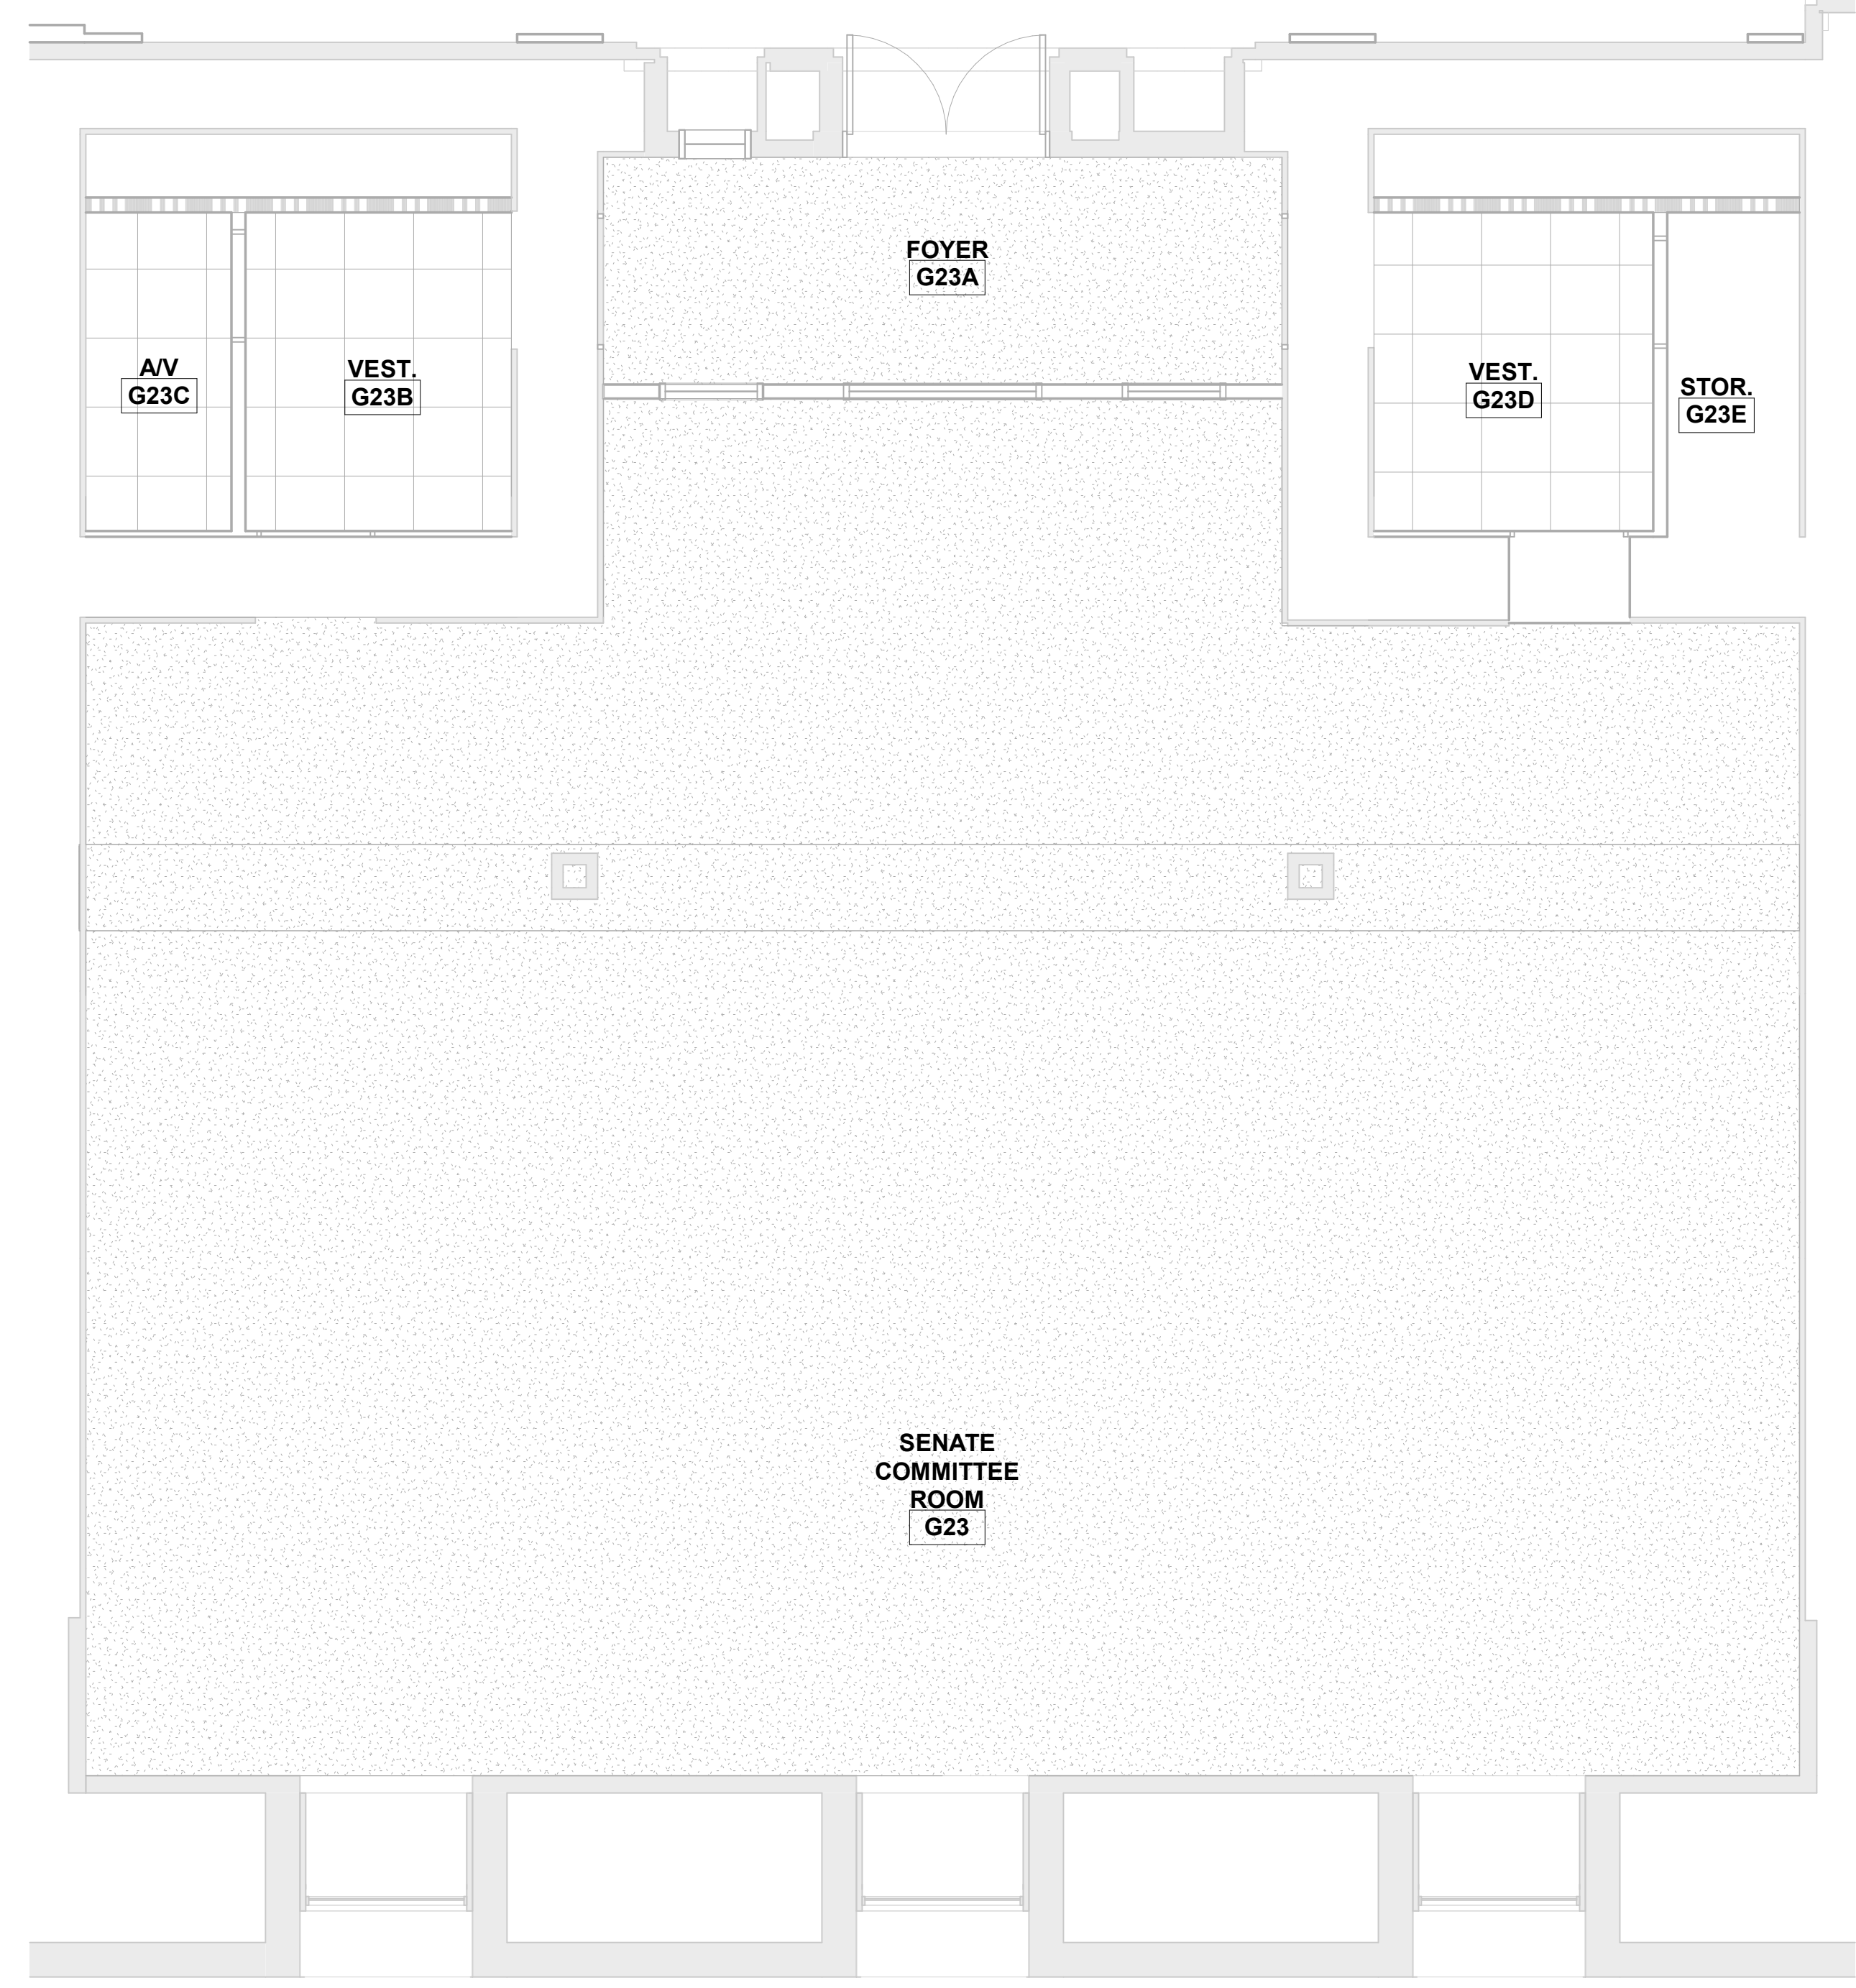 FOYER
G23A
A/V
G23C
VEST.
G23B
VEST.
G23D
STOR.
G23E
SENATE
COMMITTEE
ROOM
G23